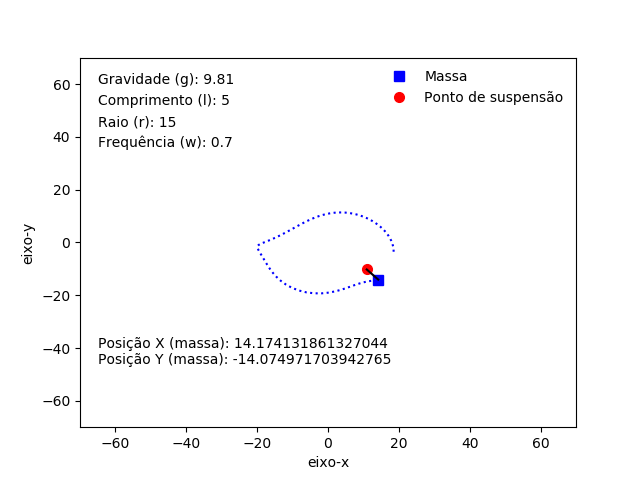 Gravidade (g): 9.81
Comprimento (l): 5
Raio (r): 15
Frequência (w): 0.7
Massa
Ponto de suspensão
60
40
20
0
−20
−40
−60
eixo-y
Posição X (massa): 14.174131861327044
Posição Y (massa): -14.074971703942765
−60
−40
−20
0
20
40
60
eixo-x